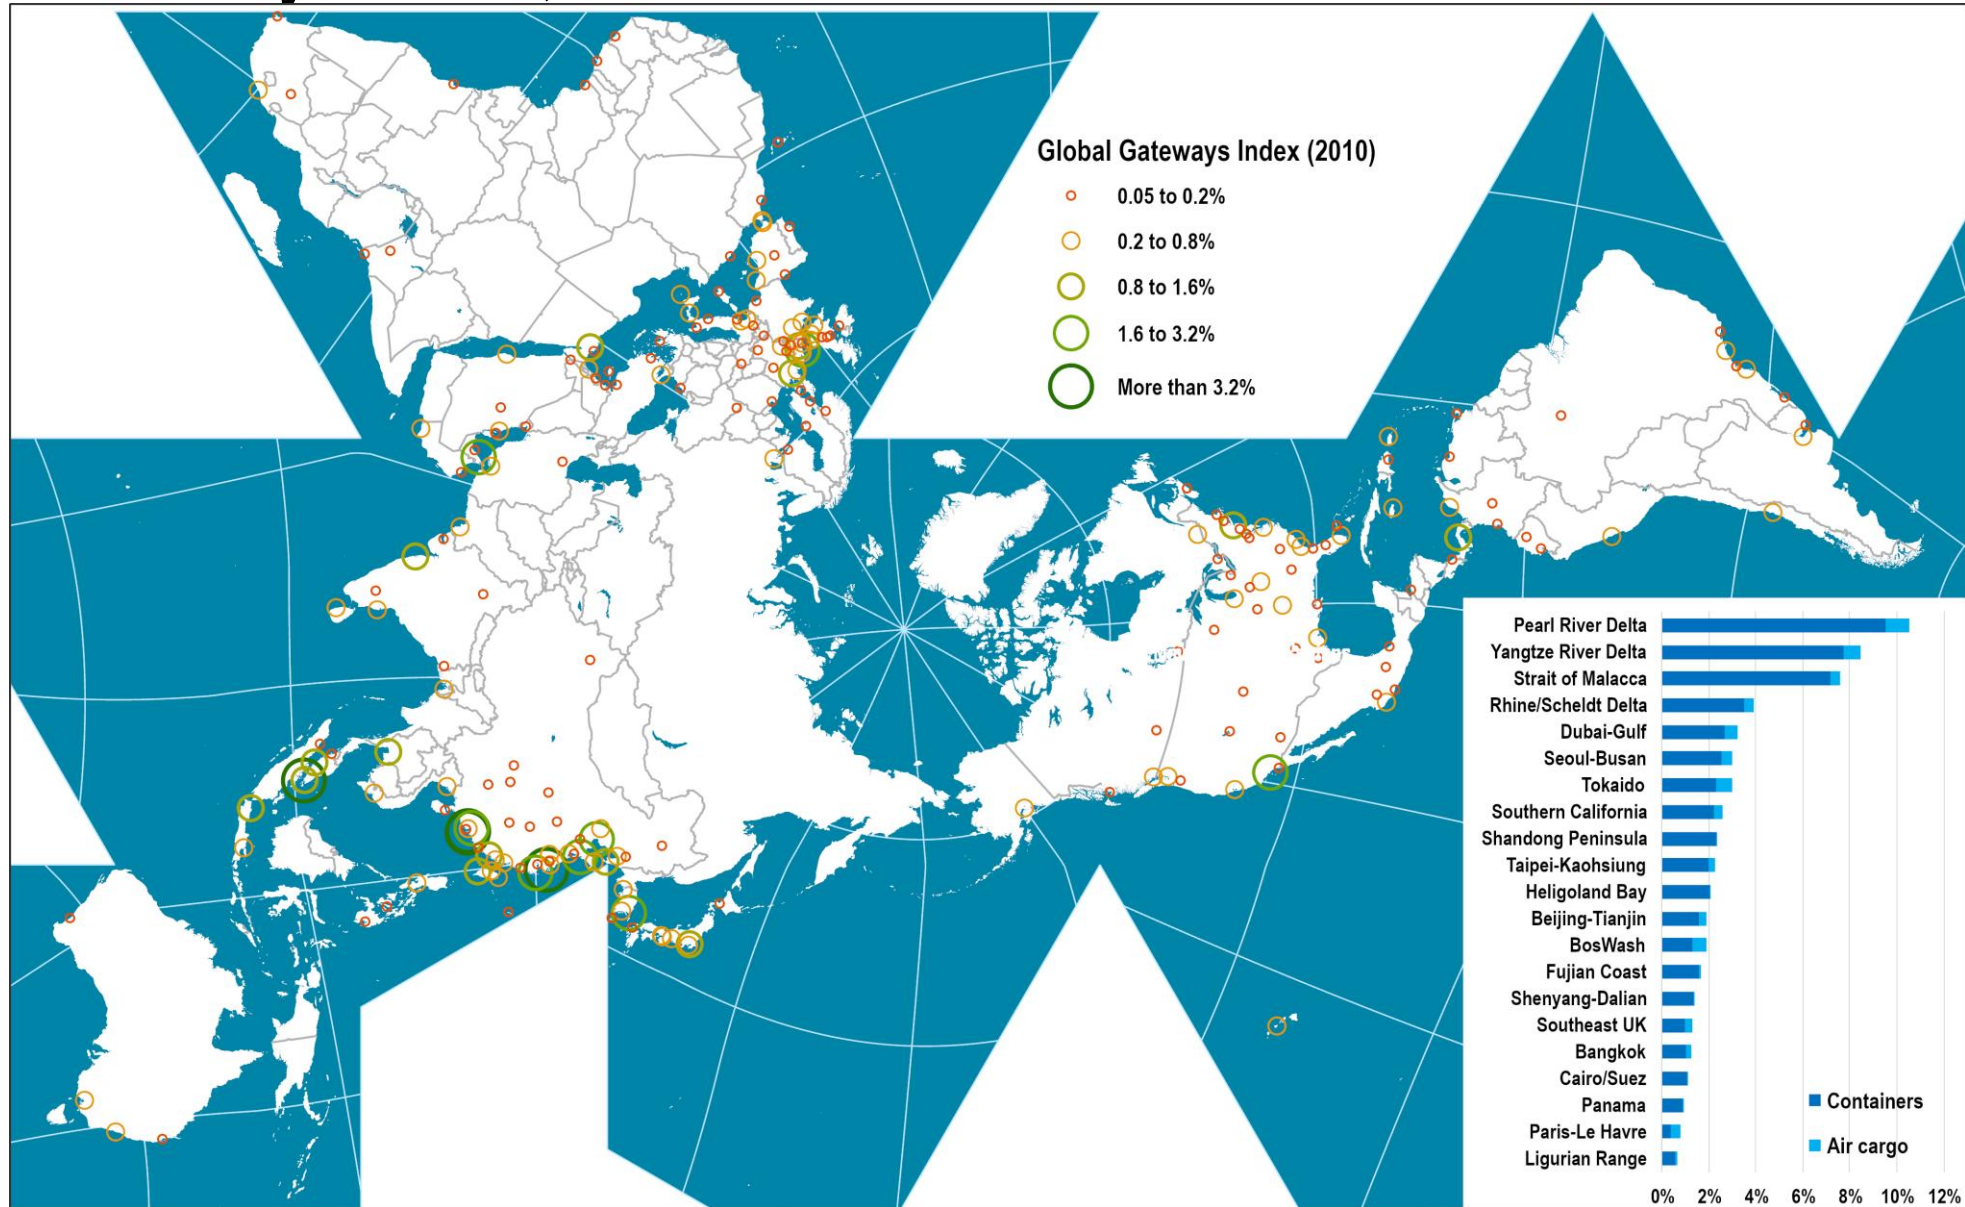 Global Gateways Index (2010)
0.05 to 0.2%
0.2 to 0.8%
0.8 to 1.6%
1.6 to 3.2%
More than 3.2%
Pearl River Delta
Yangtze River Delta
Strait of Malacca
Rhine/Scheldt Delta
Dubai-Gulf
Seoul-Busan
Tokaido
Southern California
Shandong Peninsula
Taipei-Kaohsiung
Heligoland Bay
Beijing-Tianjin
BosWash
Fujian Coast
Shenyang-Dalian
Southeast UK
Bangkok
Cairo/Suez
Panama
Paris-Le Havre
Ligurian Range
Containers
Air cargo
0% 2% 4% 6% 8% 10% 12%